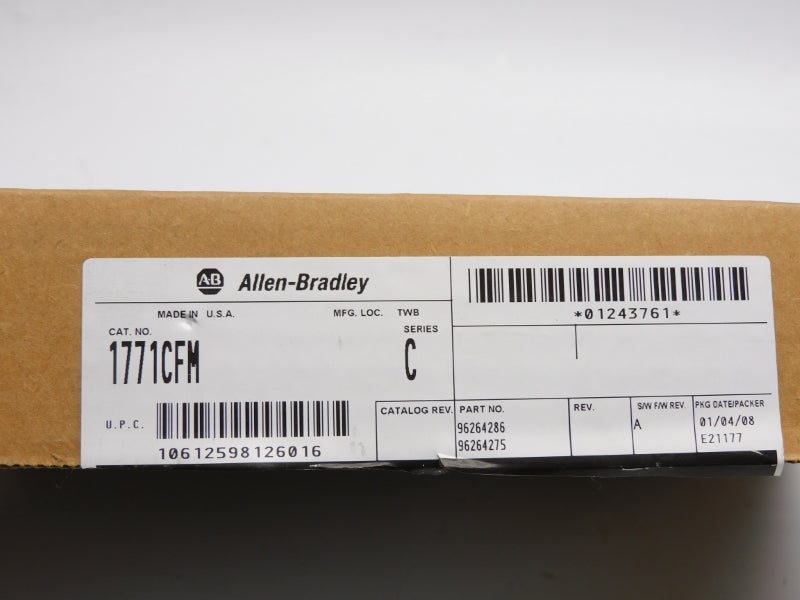 AB Allen-Bradley
MADE IN U.S.A. MFG. LOC. TWB
CAT. NO. SERIES
1771CFM C
U.P.C.
10612598126016
*01243761*
CATALOG REV. PART NO. REV. S/W F/W REV. PKG DATE/PACKER
96264286 A 01/04/08
96264275 E21177